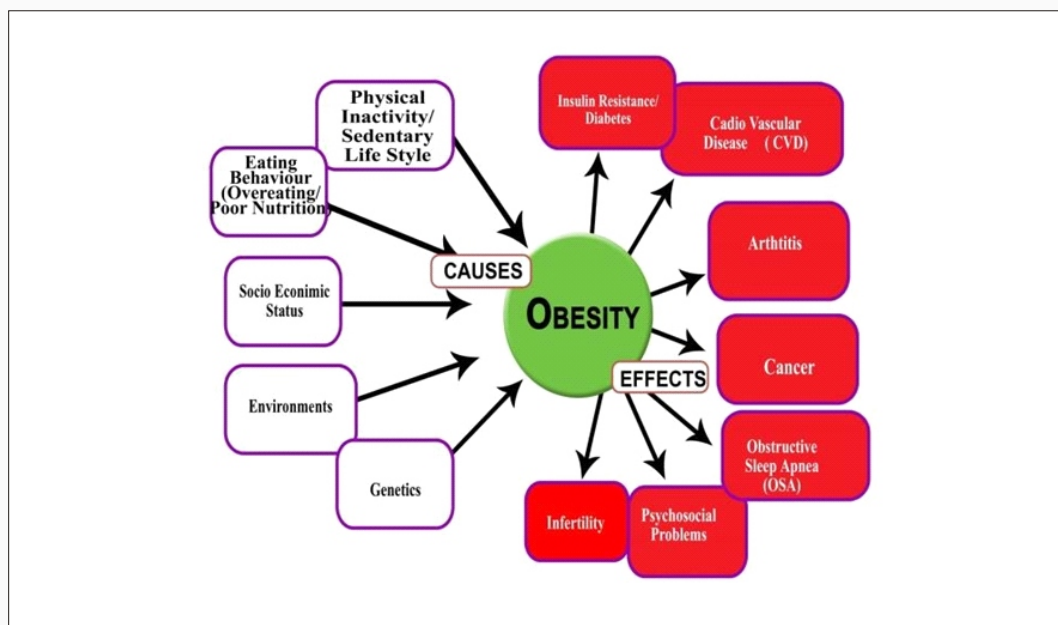 Physical
Inactivity/
Sedentary
Life Style
Eating
Behaviour
(Overeating/
Poor Nutrition)
Socio Econimic
Status
Environments
Genetics
CAUSES
OBESITY
EFFECTS
Insulin Resistance/
Diabetes
Cadio Vascular
Disease ( CVD)
Arthtitis
Cancer
Obstructive
Sleep Apnea
(OSA)
Psychosocial
Problems
Infertility